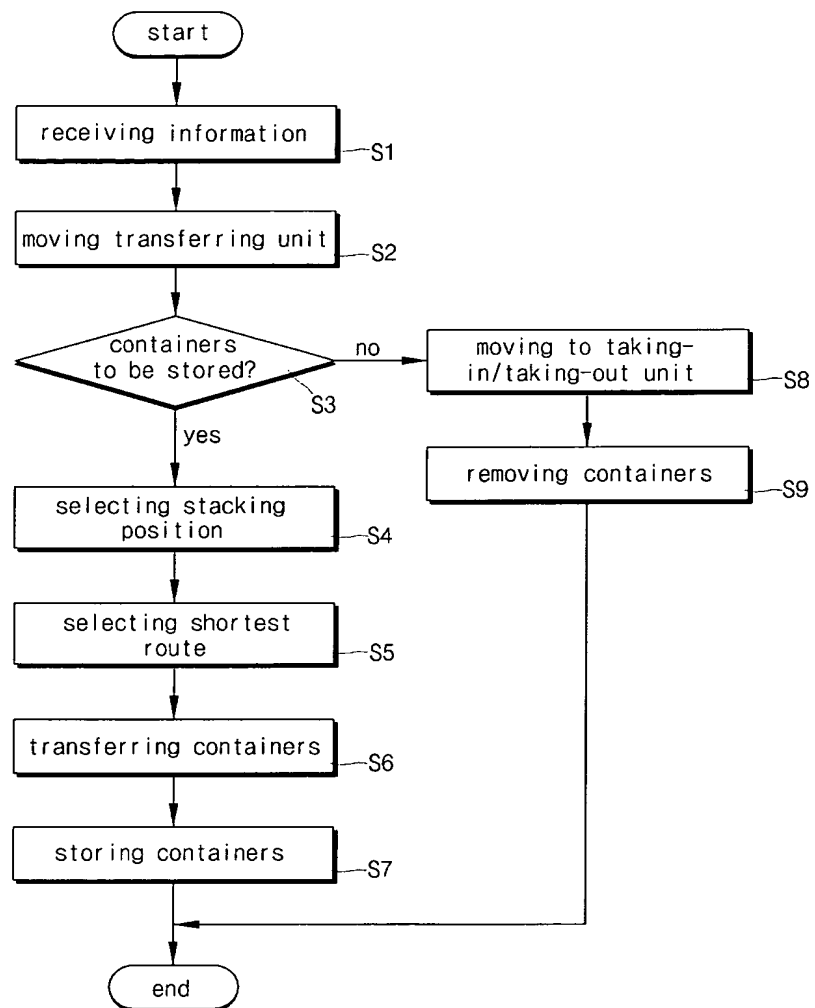 start
receiving information
S1
moving transferring unit
S2
containers
to be stored?
S3
no
moving to taking-
in/taking-out unit
S8
yes
removing containers
S9
selecting stacking
position
S4
selecting shortest
route
S5
transferring containers
S6
storing containers
S7
end